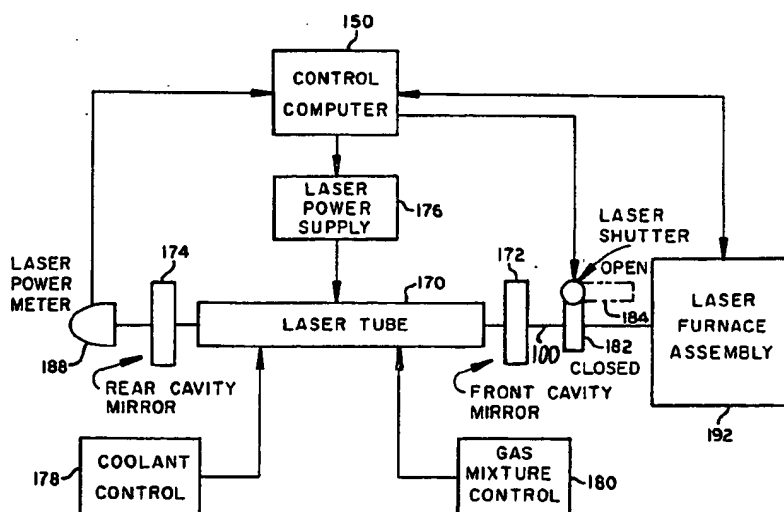 150
CONTROL
COMPUTER
LASER
POWER
SUPPLY
176
LASER
SHUTTER
OPEN
184
182
CLOSED
LASER
POWER
METER
188
174
REAR CAVITY
MIRROR
170
LASER TUBE
172
100
FRONT CAVITY
MIRROR
LASER
FURNACE
ASSEMBLY
192
178
COOLANT
CONTROL
GAS
MIXTURE
CONTROL
180